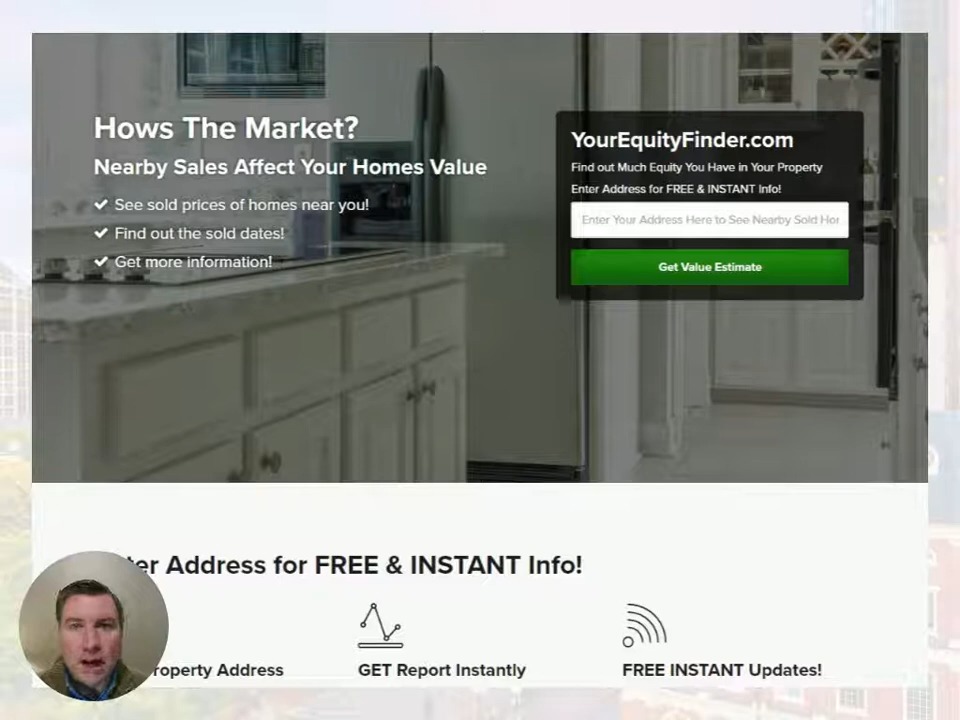 Hows The Market?
Nearby Sales Affect Your Homes Value
See sold prices of homes near you!
Find out the sold dates!
Get more information!
YourEquityFinder.com
Find out Much Equity You Have in Your Property
Enter Address for FREE & INSTANT Info!
Enter Your Address Here to See Nearby Sold Hor
Get Value Estimate
Address for FREE & INSTANT Info!
Address
GET Report Instantly
FREE INSTANT Updates!